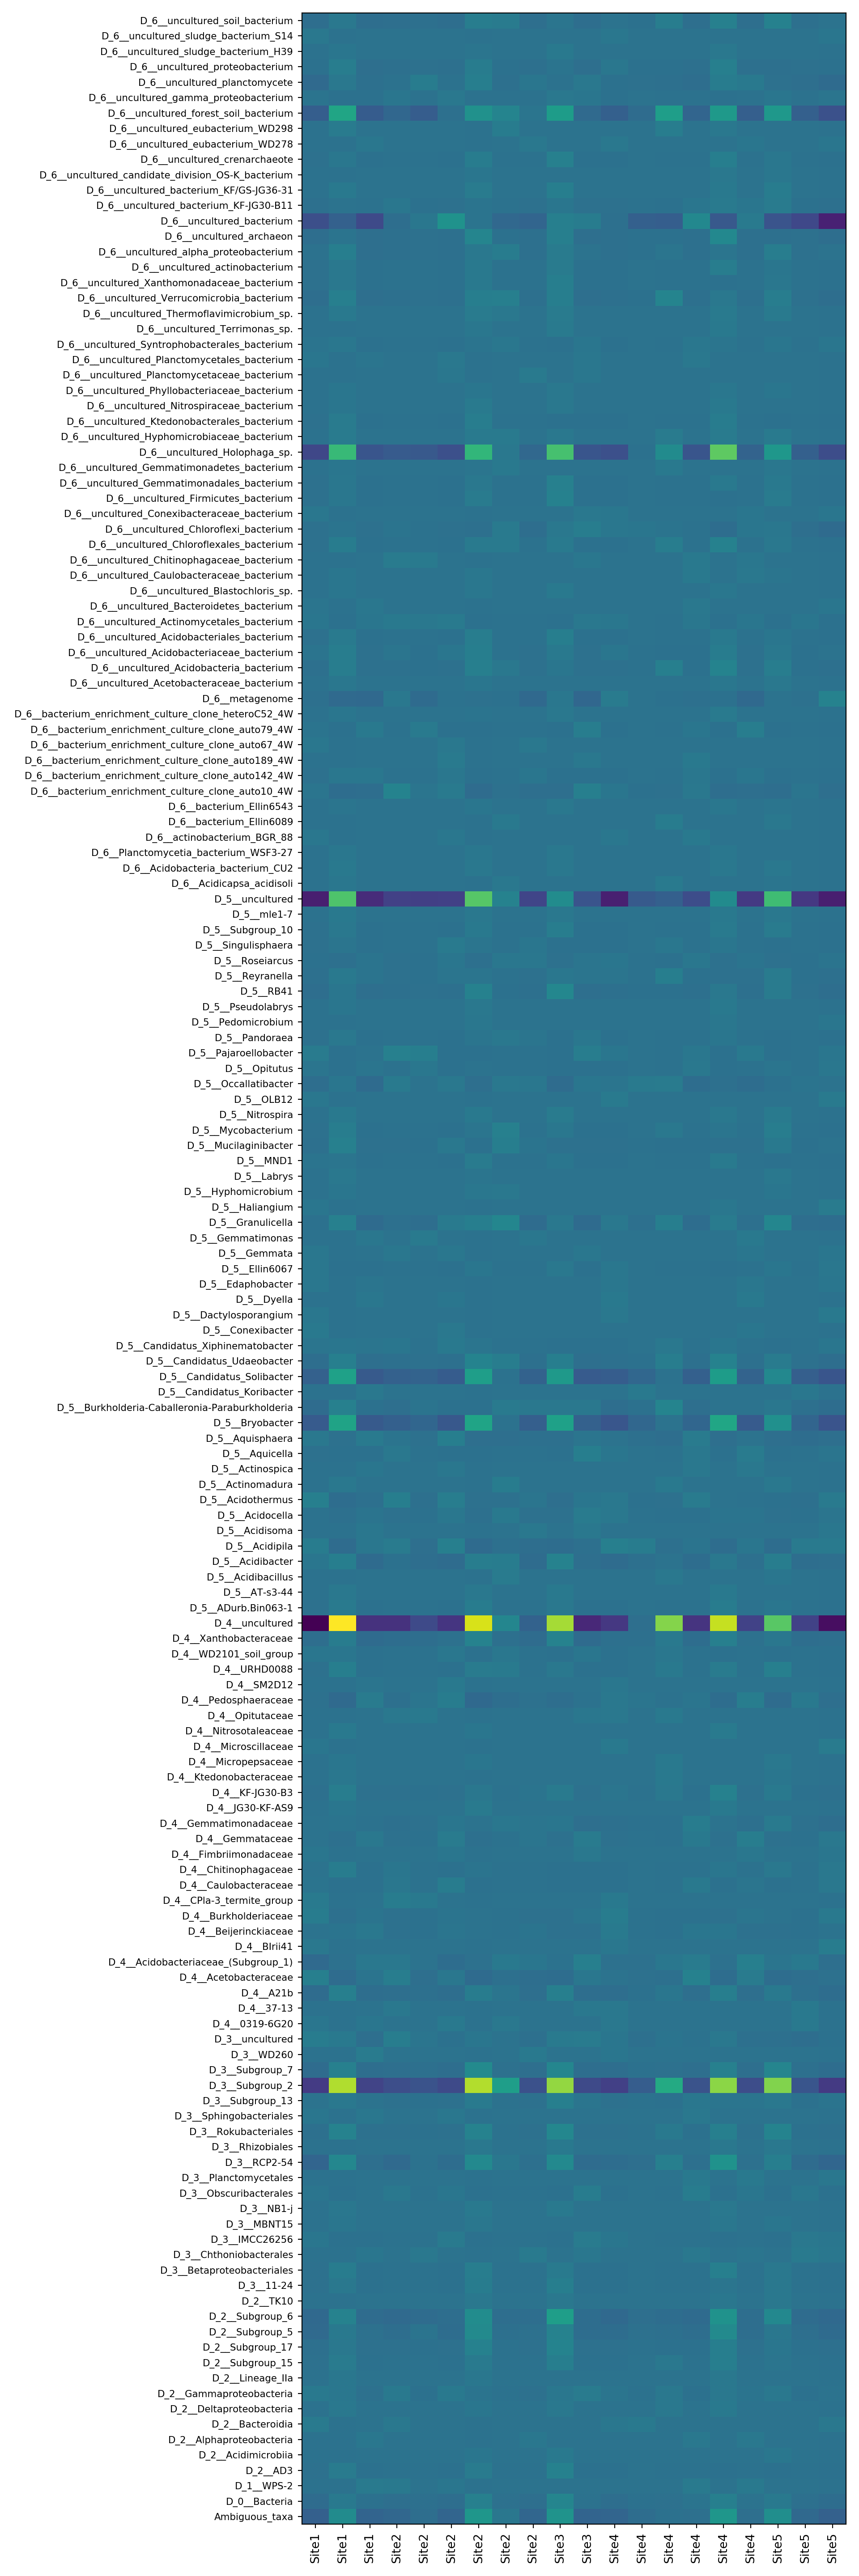 D_6__uncultured_soil_bacterium
D_6__uncultured_sludge_bacterium_S14
D_6__uncultured_sludge_bacterium_H39
D_6__uncultured_proteobacterium
D_6__uncultured_planctomycete
D_6__uncultured_gamma_proteobacterium
D_6__uncultured_forest_soil_bacterium
D_6__uncultured_eubacterium_WD298
D_6__uncultured_eubacterium_WD278
D_6__uncultured_crenarchaeote
D_6__uncultured_candidate_division_OS-K_bacterium
D_6__uncultured_bacterium_KF/GS-JG36-31
D_6__uncultured_bacterium_KF-JG30-B11
D_6__uncultured_bacterium
D_6__uncultured_archaeon
D_6__uncultured_alpha_proteobacterium
D_6__uncultured_actinobacterium
D_6__uncultured_Xanthomonadaceae_bacterium
D_6__uncultured_Verrucomicrobia_bacterium
D_6__uncultured_Thermoflavimicrobium_sp.
D_6__uncultured_Terrimonas_sp.
D_6__uncultured_Syntrophobacterales_bacterium
D_6__uncultured_Planctomycetales_bacterium
D_6__uncultured_Planctomycetaceae_bacterium
D_6__uncultured_Phyllobacteriaceae_bacterium
D_6__uncultured_Nitrospiraceae_bacterium
D_6__uncultured_Ktedonobacterales_bacterium
D_6__uncultured_Hyphomicrobiaceae_bacterium
D_6__uncultured_Holophaga_sp.
D_6__uncultured_Gemmatimonadetes_bacterium
D_6__uncultured_Gemmatimonadales_bacterium
D_6__uncultured_Firmicutes_bacterium
D_6__uncultured_Conexibacteraceae_bacterium
D_6__uncultured_Chloroflexi_bacterium
D_6__uncultured_Chloroflexales_bacterium
D_6__uncultured_Chitinophagaceae_bacterium
D_6__uncultured_Caulobacteraceae_bacterium
D_6__uncultured_Blastochloris_sp.
D_6__uncultured_Bacteroidetes_bacterium
D_6__uncultured_Actinomycetales_bacterium
D_6__uncultured_Acidobacteriales_bacterium
D_6__uncultured_Acidobacteriaceae_bacterium
D_6__uncultured_Acidobacteria_bacterium
D_6__uncultured_Acetobacteraceae_bacterium
D_6__metagenome
D_6__bacterium_enrichment_culture_clone_heteroC52_4W
D_6__bacterium_enrichment_culture_clone_auto79_4W
D_6__bacterium_enrichment_culture_clone_auto67_4W
D_6__bacterium_enrichment_culture_clone_auto189_4W
D_6__bacterium_enrichment_culture_clone_auto142_4W
D_6__bacterium_enrichment_culture_clone_auto10_4W
D_6__bacterium_Ellin6543
D_6__bacterium_Ellin6089
D_6__actinobacterium_BGR_88
D_6__Planctomycetia_bacterium_WSF3-27
D_6__Acidobacteria_bacterium_CU2
D_6__Acidicapsa_acidisoli
D_5__uncultured
D_5__mle1-7
D_5__Subgroup_10
D_5__Singulisphaera
D_5__Roseiarcus
D_5__Reyranella
D_5__RB41
D_5__Pseudolabrys
D_5__Pedomicrobium
D_5__Pandoraea
D_5__Pajaroellobacter
D_5__Opitutus
D_5__Occallatibacter
D_5__OLB12
D_5__Nitrospira
D_5__Mycobacterium
D_5__Mucilaginibacter
D_5__MND1
D_5__Labrys
D_5__Hyphomicrobium
D_5__Haliangium
D_5__Granulicella
D_5__Gemmatimonas
D_5__Gemmata
D_5__Ellin6067
D_5__Edaphobacter
D_5__Dyella
D_5__Dactylosporangium
D_5__Conexibacter
D_5__Candidatus_Xiphinematobacter
D_5__Candidatus_Udaeobacter
D_5__Candidatus_Solibacter
D_5__Candidatus_Koribacter
D_5__Burkholderia-Caballeronia-Paraburkholderia
D_5__Bryobacter
D_5__Aquisphaera
D_5__Aquicella
D_5__Actinospica
D_5__Actinomadura
D_5__Acidothermus
D_5__Acidocella
D_5__Acidisoma
D_5__Acidipila
D_5__Acidibacter
D_5__Acidibacillus
D_5__AT-s3-44
D_5__ADurb.Bin063-1
D_4__uncultured
D_4__Xanthobacteraceae
D_4__WD2101_soil_group
D_4__URHD0088
D_4__SM2D12
D_4__Pedosphaeraceae
D_4__Opitutaceae
D_4__Nitrosotaleaceae
D_4__Microscillaceae
D_4__Micropepsaceae
D_4__Ktedonobacteraceae
D_4__KF-JG30-B3
D_4__JG30-KF-AS9
D_4__Gemmatimonadaceae
D_4__Gemmataceae
D_4__Fimbriimonadaceae
D_4__Chitinophagaceae
D_4__Caulobacteraceae
D_4__CPla-3_termite_group
D_4__Burkholderiaceae
D_4__Beijerinckiaceae
D_4__BIrii41
D_4__Acidobacteriaceae_(Subgroup_1)
D_4__Acetobacteraceae
D_4__A21b
D_4__37-13
D_4__0319-6G20
D_3__uncultured
D_3__WD260
D_3__Subgroup_7
D_3__Subgroup_2
D_3__Subgroup_13
D_3__Sphingobacteriales
D_3__Rokubacteriales
D_3__Rhizobiales
D_3__RCP2-54
D_3__Planctomycetales
D_3__Obscuribacterales
D_3__NB1-j
D_3__MBNT15
D_3__IMCC26256
D_3__Chthoniobacterales
D_3__Betaproteobacteriales
D_3__11-24
D_2__TK10
D_2__Subgroup_6
D_2__Subgroup_5
D_2__Subgroup_17
D_2__Subgroup_15
D_2__Lineage_IIa
D_2__Gammaproteobacteria
D_2__Deltaproteobacteria
D_2__Bacteroidia
D_2__Alphaproteobacteria
D_2__Acidimicrobiia
D_2__AD3
D_1__WPS-2
D_0__Bacteria
Ambiguous_taxa
Site1
Site1
Site1
Site2
Site2
Site2
Site2
Site2
Site2
Site3
Site3
Site4
Site4
Site4
Site4
Site4
Site4
Site5
Site5
Site5